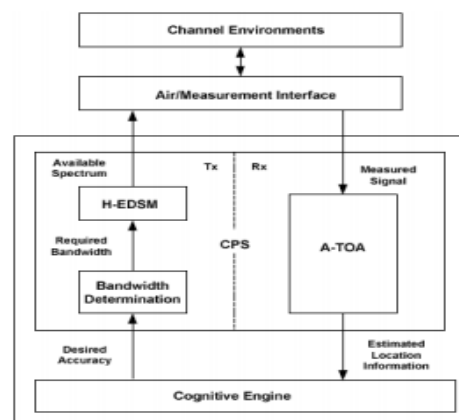 Channel Environments
Air/Measurement Interface
Available
Spectrum
Tx
Rx
Measured
Signal
H-EDSM
CPS
A-TOA
Required
Bandwidth
Bandwidth
Determination
Desired
Accuracy
Estimated
Location
Information
Cognitive Engine